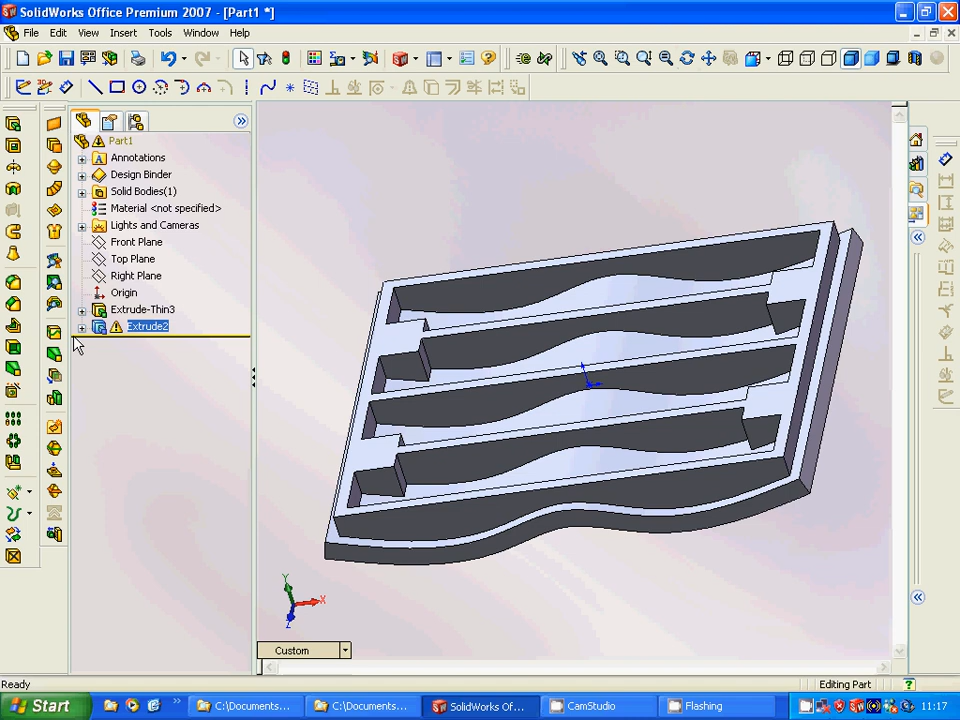 SolidWorks Office Premium 2007 - [Part1 *]
File Edit View Insert Tools Window Help
Part1
A Annotations
Design Binder
Solid Bodies(1)
Material <not specified>
Lights and Cameras
Front Plane
Top Plane
Right Plane
Origin
Extrude-Thin3
Extrude2
Y
X
Z
Custom
Ready
Editing Part
Start
C:\Documents...
C:\Documents...
SolidWorks Of...
CamStudio
Flashing
11:17